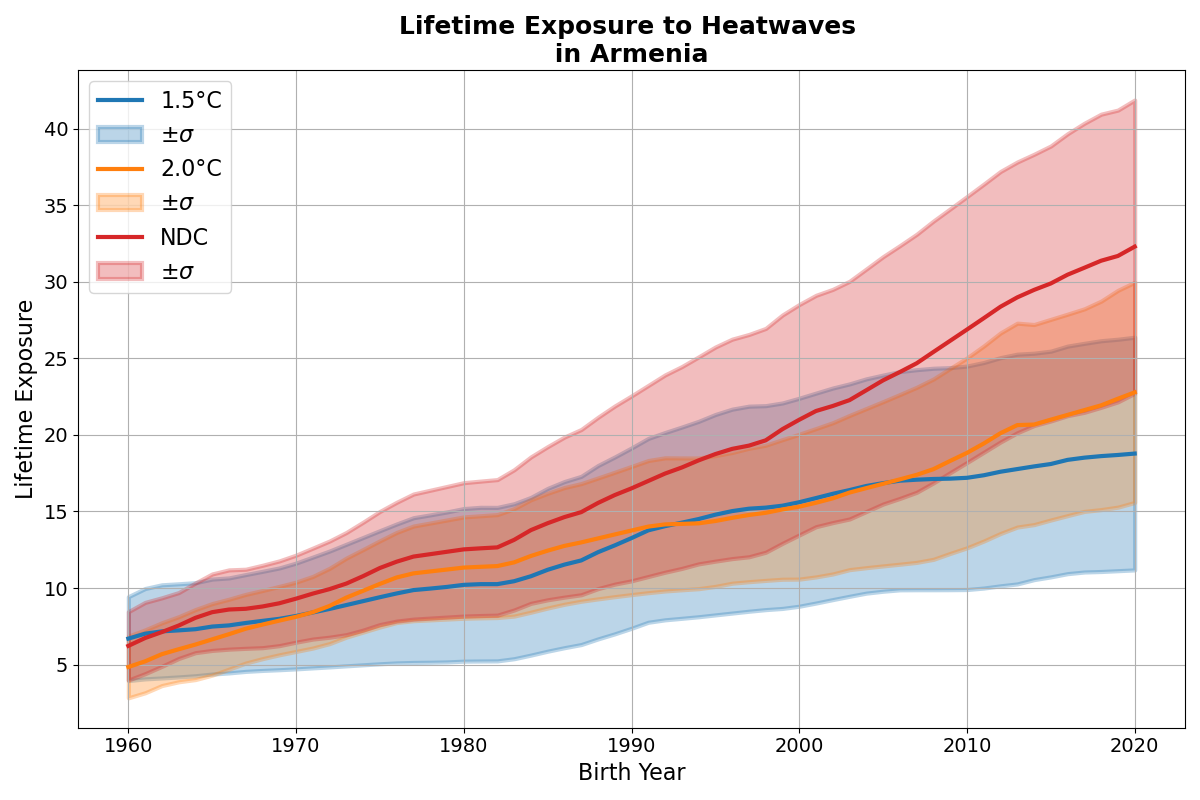 Lifetime Exposure to Heatwaves
in Armenia
1.5°C
±σ
2.0°C
±σ
NDC
±σ
Lifetime Exposure
40
35
30
25
20
15
10
5
1960 1970 1980 1990 2000 2010 2020
Birth Year